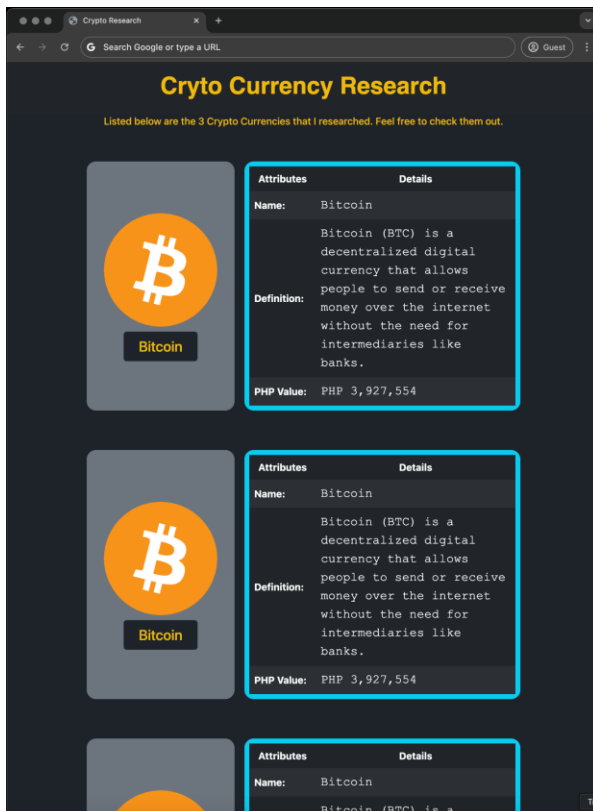 Crypto Research
Search Google or type a URL
Guest
Cryto Currency Research
Listed below are the 3 Crypto Currencies that I researched. Feel free to check them out.
Attributes Details
Name: Bitcoin
Bitcoin (BTC) is a
decentralized digital
currency that allows
people to send or receive
Definition: money over the internet
without the need for
intermediaries like
banks.
Bitcoin
PHP Value: PHP 3,927,554
Attributes Details
Name: Bitcoin
Bitcoin (BTC) is a
decentralized digital
currency that allows
people to send or receive
Definition: money over the internet
without the need for
intermediaries like
banks.
Bitcoin
PHP Value: PHP 3,927,554
Attributes Details
Name: Bitcoin
Bitcoin (BTC) is a